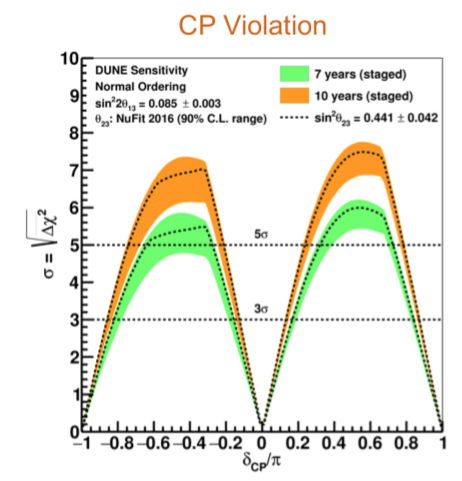 CP Violation
DUNE Sensitivity
Normal Ordering
sin²2θ₁₃ = 0.085 ± 0.003
θ₂₃: NuFit 2016 (90% C.L. range)
7 years (staged)
10 years (staged)
sin²θ₂₃ = 0.441 ± 0.042
σ = √Δχ²
10
9
8
7
6
5
4
3
2
1
0
5σ
3σ
−1 −0.8 −0.6 −0.4 −0.2 0 0.2 0.4 0.6 0.8 1
δCP/π